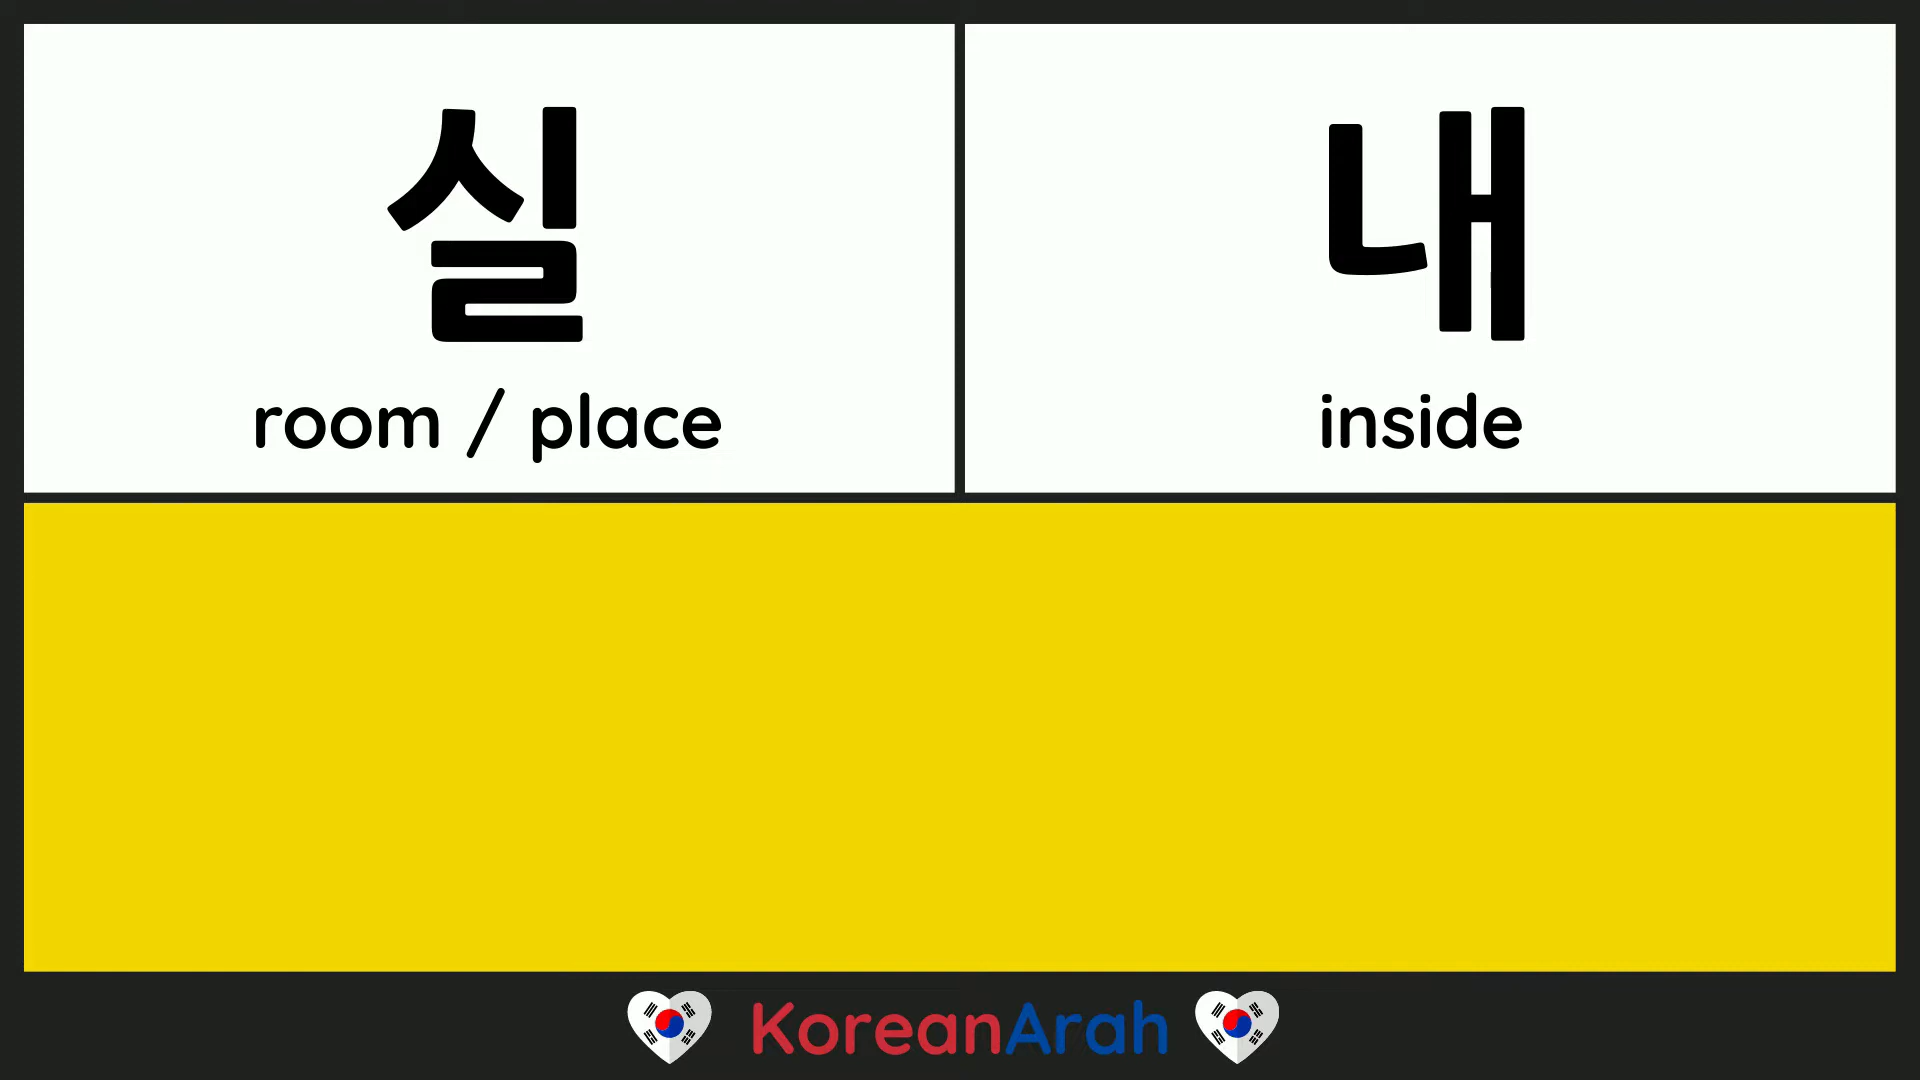 실
room / place
내
inside
KoreanArah